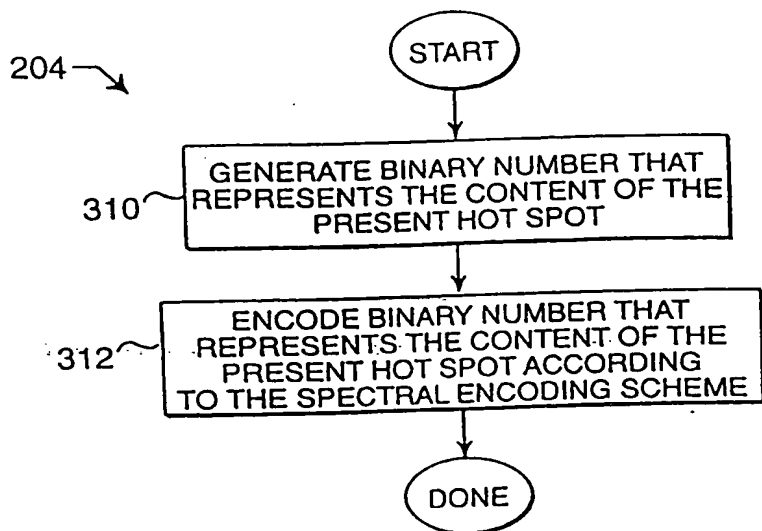 START
204
GENERATE BINARY NUMBER THAT
REPRESENTS THE CONTENT OF THE
PRESENT HOT SPOT.
310
ENCODE BINARY NUMBER THAT
REPRESENTS THE CONTENT OF THE
PRESENT HOT SPOT ACCORDING
TO THE SPECTRAL ENCODING SCHEME
312
DONE